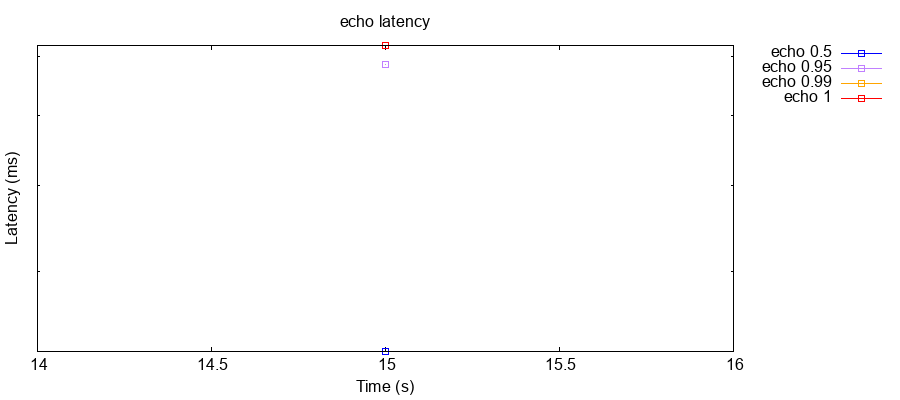 echo latency
echo 0.5
echo 0.95
echo 0.99
echo 1
Latency (ms)
14
14.5
15
15.5
16
Time (s)